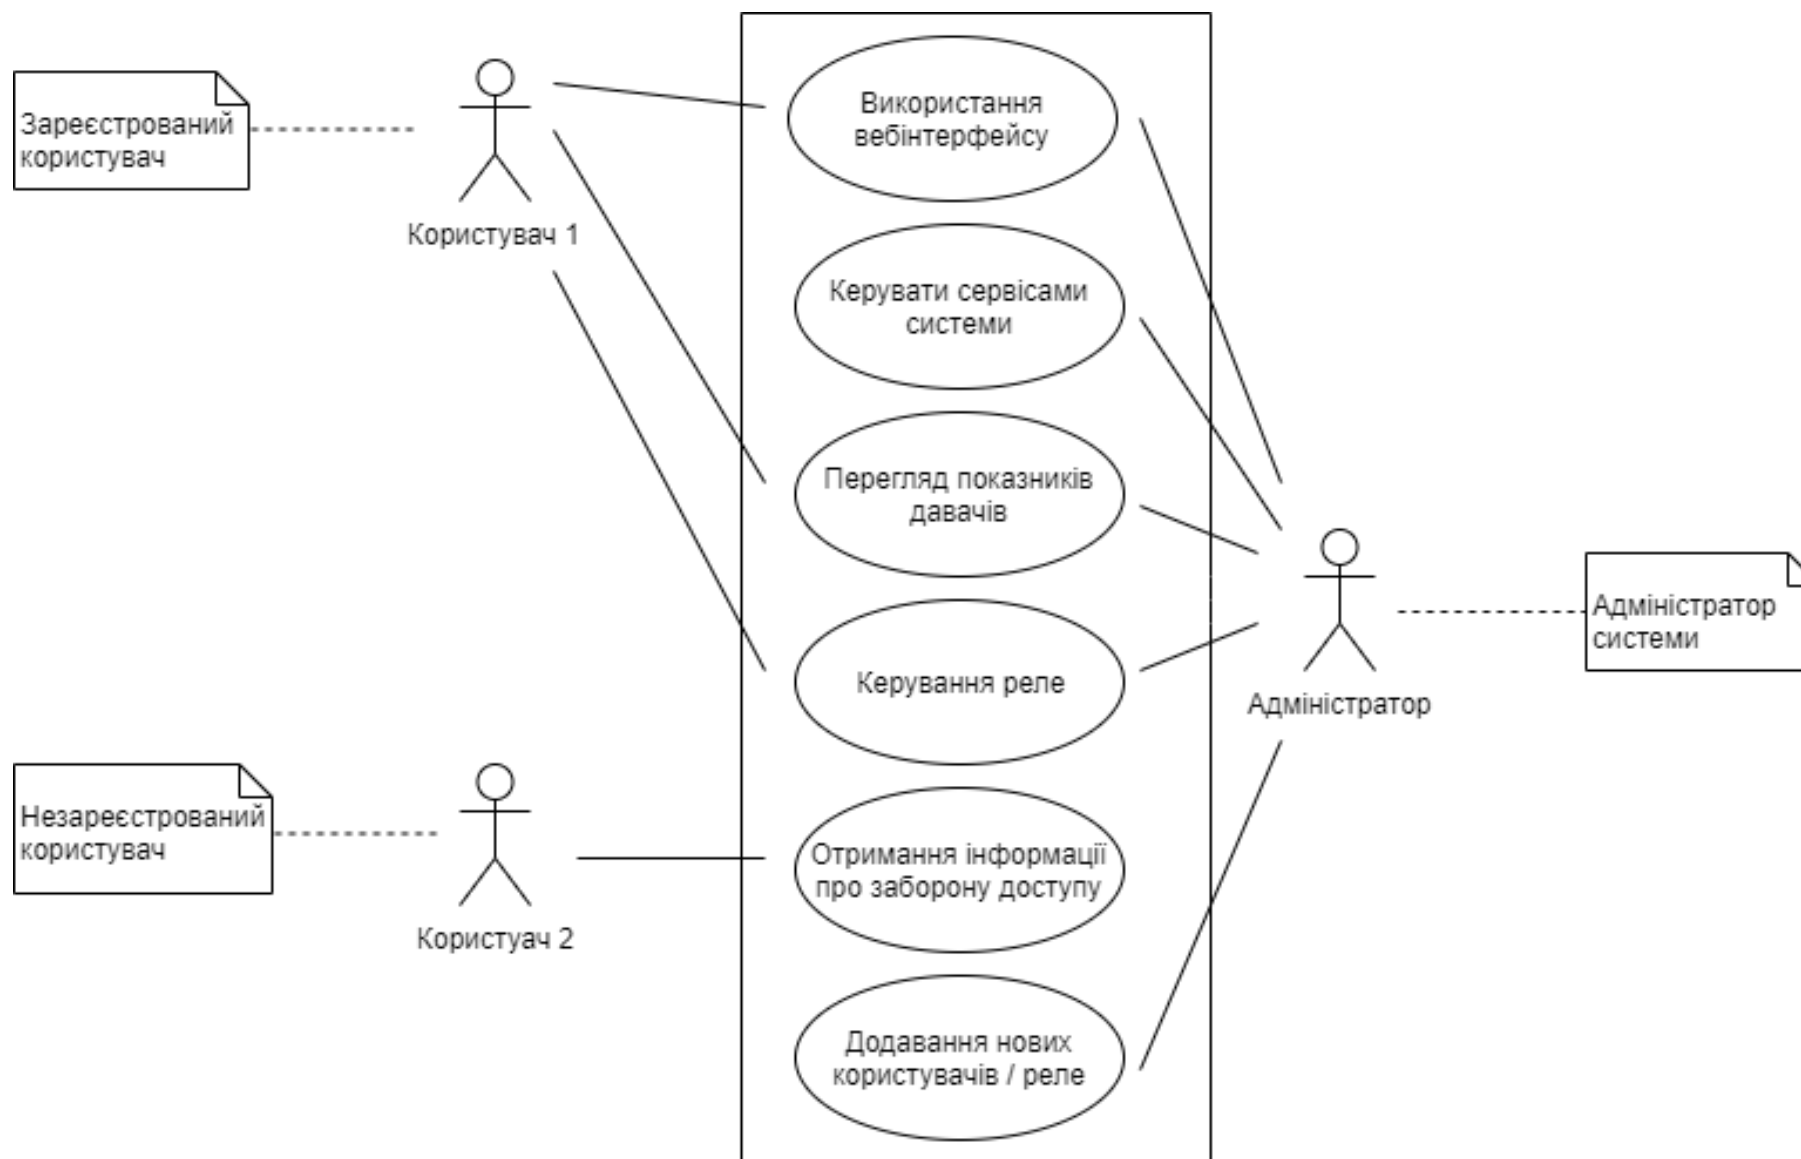 Зареєстрований
користувач
Користувач 1
Використання
вебінтерфейсу
Керувати сервісами
системи
Перегляд показників
давачів
Керування реле
Адміністратор
Адміністратор
системи
Незареєстрований
користувач
Користуач 2
Отримання інформації
про заборону доступу
Додавання нових
користувачів / реле